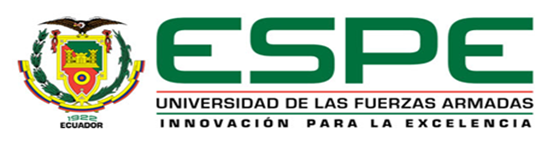 ESPE
UNIVERSIDAD DE LAS FUERZAS ARMADAS
INNOVACIÓN PARA LA EXCELENCIA
1922
ECUADOR